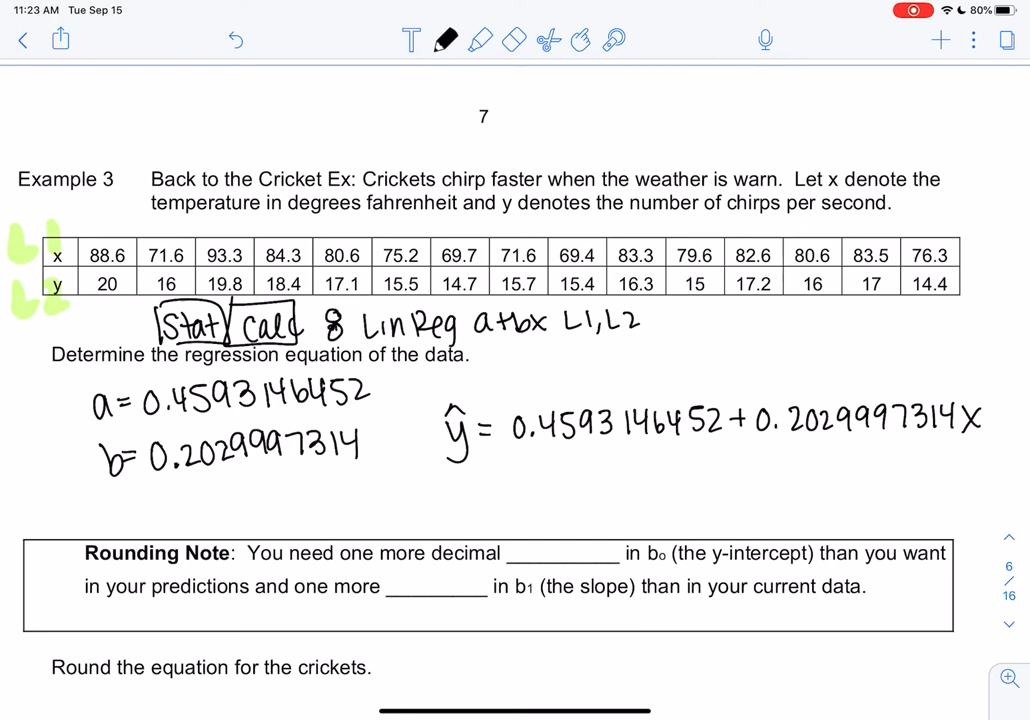 11:23 AM Tue Sep 15 80%
T
7
Example 3 Back to the Cricket Ex: Crickets chirp faster when the weather is warn. Let x denote the
temperature in degrees fahrenheit and y denotes the number of chirps per second.
L1 x 88.6 71.6 93.3 84.3 80.6 75.2 69.7 71.6 69.4 83.3 79.6 82.6 80.6 83.5 76.3
L2 y 20 16 19.8 18.4 17.1 15.5 14.7 15.7 15.4 16.3 15 17.2 16 17 14.4
Stat Calc 8 LinReg a+bx L1, L2
Determine the regression equation of the data.
a = 0.4593146452
ŷ = 0.4593146452 + 0.2029997314x
b = 0.2029997314
Rounding Note: You need one more decimal __________ in b₀ (the y-intercept) than you want
in your predictions and one more _________ in b₁ (the slope) than in your current data.
6
/
16
Round the equation for the crickets.